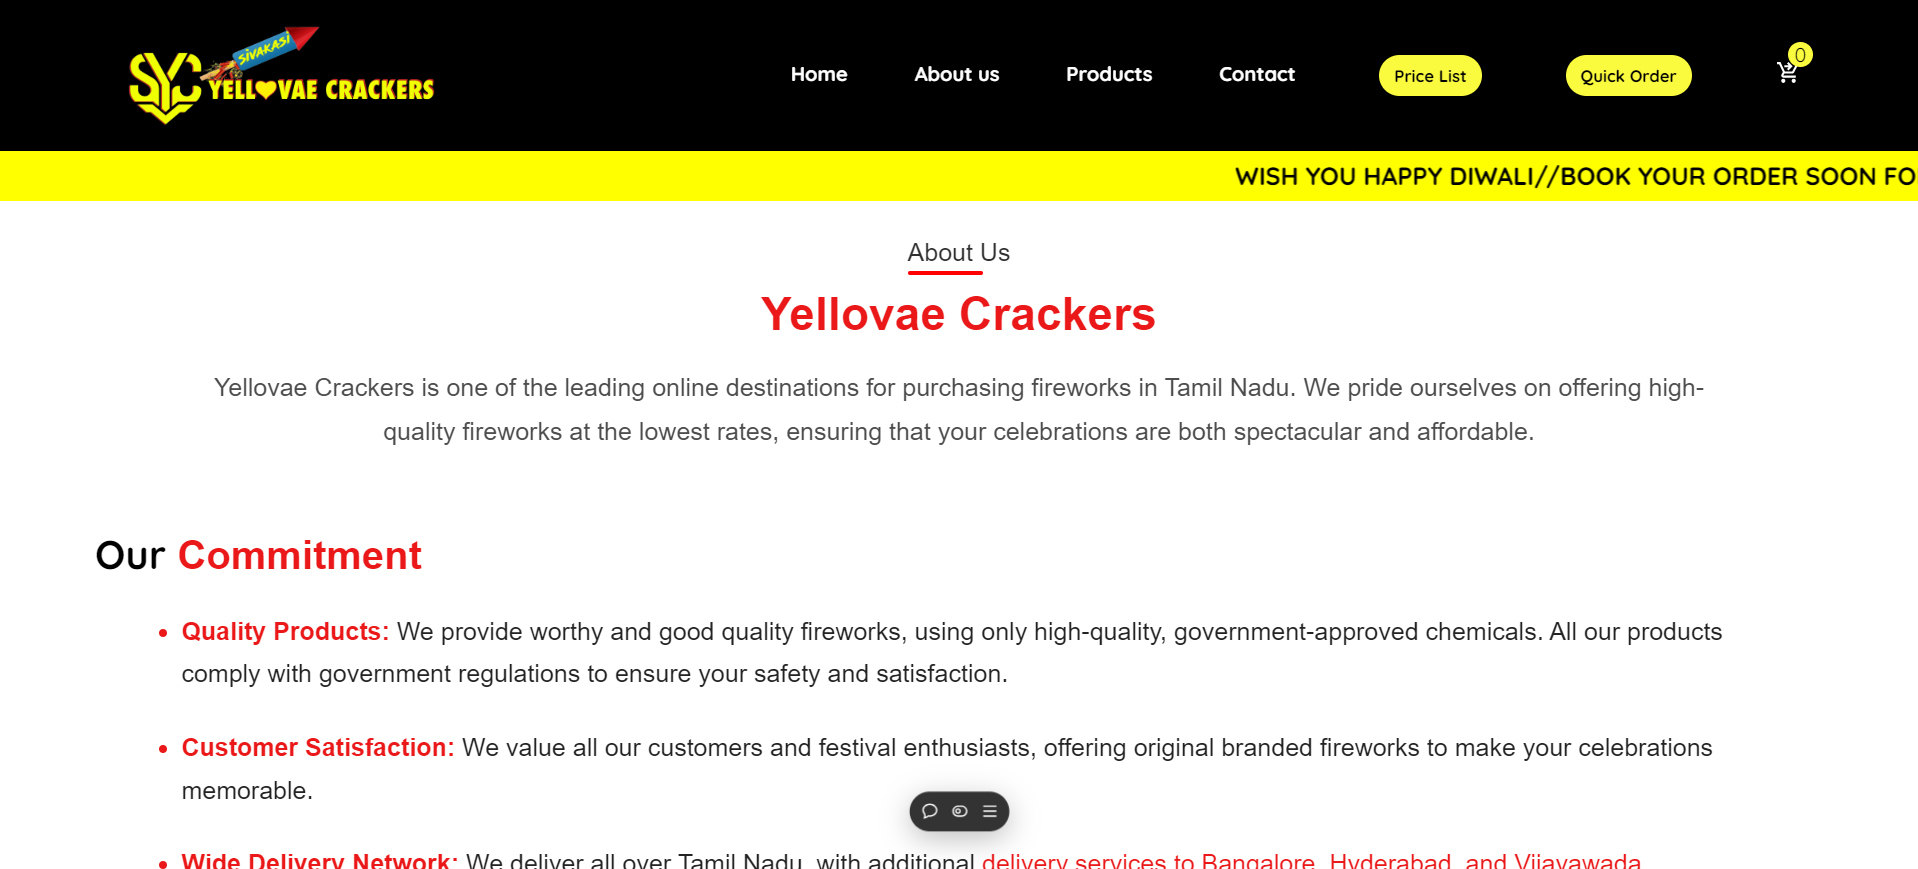 SIVAKASI
SYC YELLOVAE CRACKERS
Home About us Products Contact Price List Quick Order 0
WISH YOU HAPPY DIWALI//BOOK YOUR ORDER SOON FO
About Us
Yellovae Crackers
Yellovae Crackers is one of the leading online destinations for purchasing fireworks in Tamil Nadu. We pride ourselves on offering high-
quality fireworks at the lowest rates, ensuring that your celebrations are both spectacular and affordable.
Our Commitment
Quality Products: We provide worthy and good quality fireworks, using only high-quality, government-approved chemicals. All our products
comply with government regulations to ensure your safety and satisfaction.
Customer Satisfaction: We value all our customers and festival enthusiasts, offering original branded fireworks to make your celebrations
memorable.
Wide Delivery Network: We deliver all over Tamil Nadu, with additional delivery services to Bangalore, Hyderabad, and Vijayawada